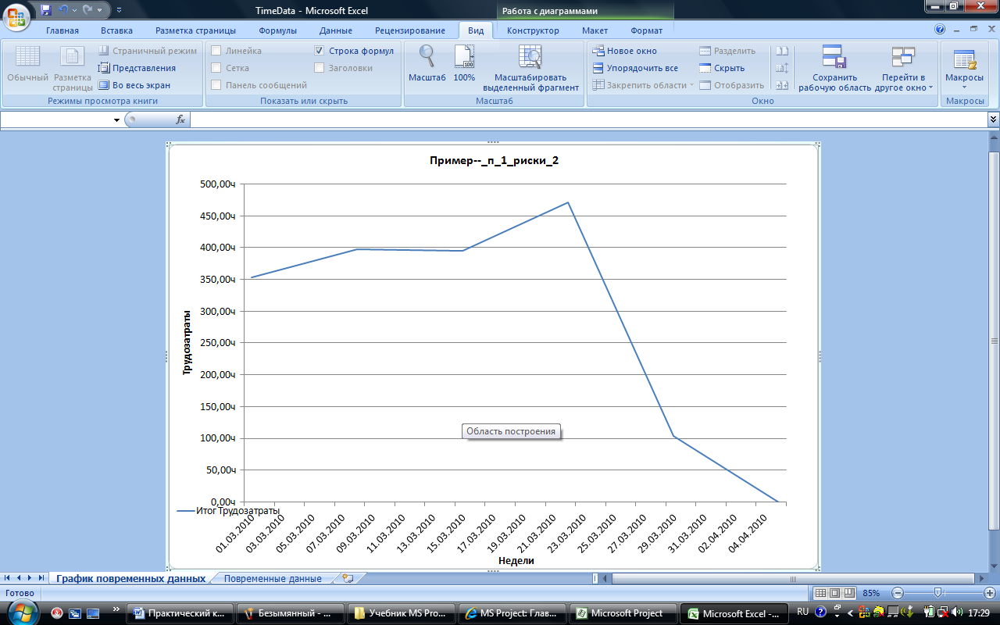 TimeData - Microsoft Excel
Работа с диаграммами
Главная
Вставка
Разметка страницы
Формулы
Данные
Рецензирование
Вид
Конструктор
Макет
Формат
Обычный
Разметка
страницы
Страничный режим
Представления
Во весь экран
Режимы просмотра книги
Линейка
Сетка
Панель сообщений
Строка формул
Заголовки
Показать или скрыть
Масштаб
100
100%
Масштабировать
выделенный фрагмент
Масштаб
Новое окно
Упорядочить все
Закрепить области
Разделить
Скрыть
Отобразить
Сохранить
рабочую область
Перейти в
другое окно
Окно
Макросы
Макросы
fx
Пример--_п_1_риски_2
500,00ч
450,00ч
400,00ч
350,00ч
300,00ч
250,00ч
200,00ч
150,00ч
100,00ч
50,00ч
0,00ч
Трудозатраты
Область построения
Итог Трудозатраты
01.03.2010
03.03.2010
05.03.2010
07.03.2010
09.03.2010
11.03.2010
13.03.2010
15.03.2010
17.03.2010
19.03.2010
21.03.2010
23.03.2010
25.03.2010
27.03.2010
29.03.2010
31.03.2010
02.04.2010
04.04.2010
Недели
График повременных данных
Повременные данные
Готово
85%
Практический к...
Безымянный - ...
Учебник MS Pro...
MS Project: Глав...
Microsoft Project
Microsoft Excel -...
RU
17:29